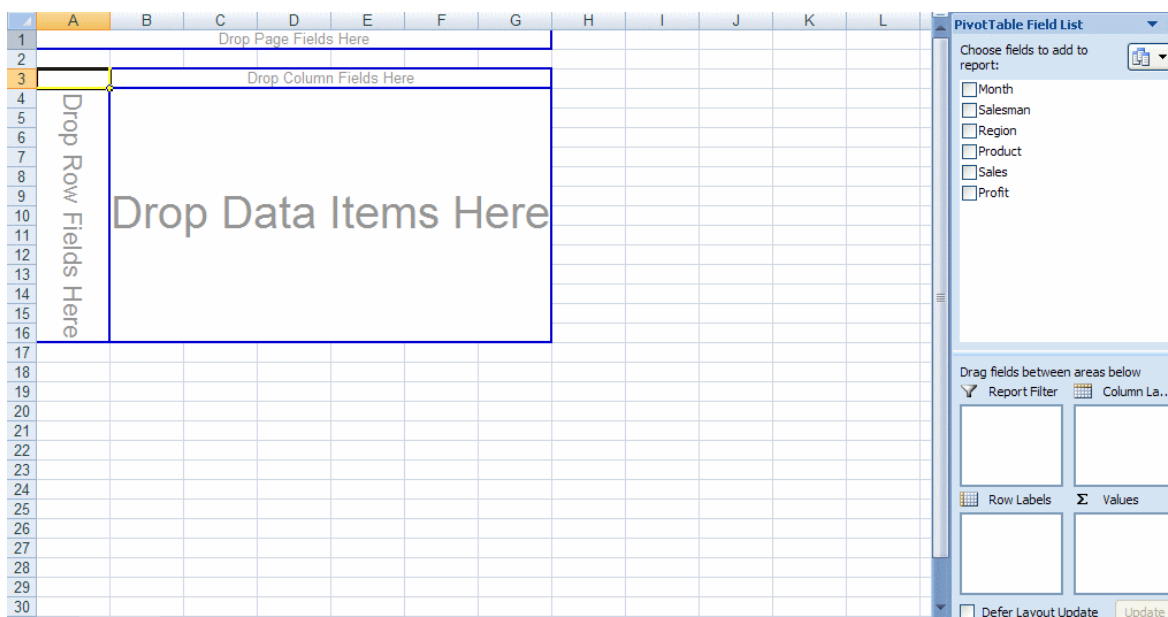 A B C D E F G H I J K L
1 Drop Page Fields Here
2
3 Drop Column Fields Here
4
5
6
7
8
9
10
11
12
13
14
15
16
17
18
19
20
21
22
23
24
25
26
27
28
29
30
Drop Row Fields Here
Drop Data Items Here
PivotTable Field List
Choose fields to add to
report:
Month
Salesman
Region
Product
Sales
Profit
Drag fields between areas below
Report Filter Column La...
Row Labels Σ Values
Defer Layout Update Update